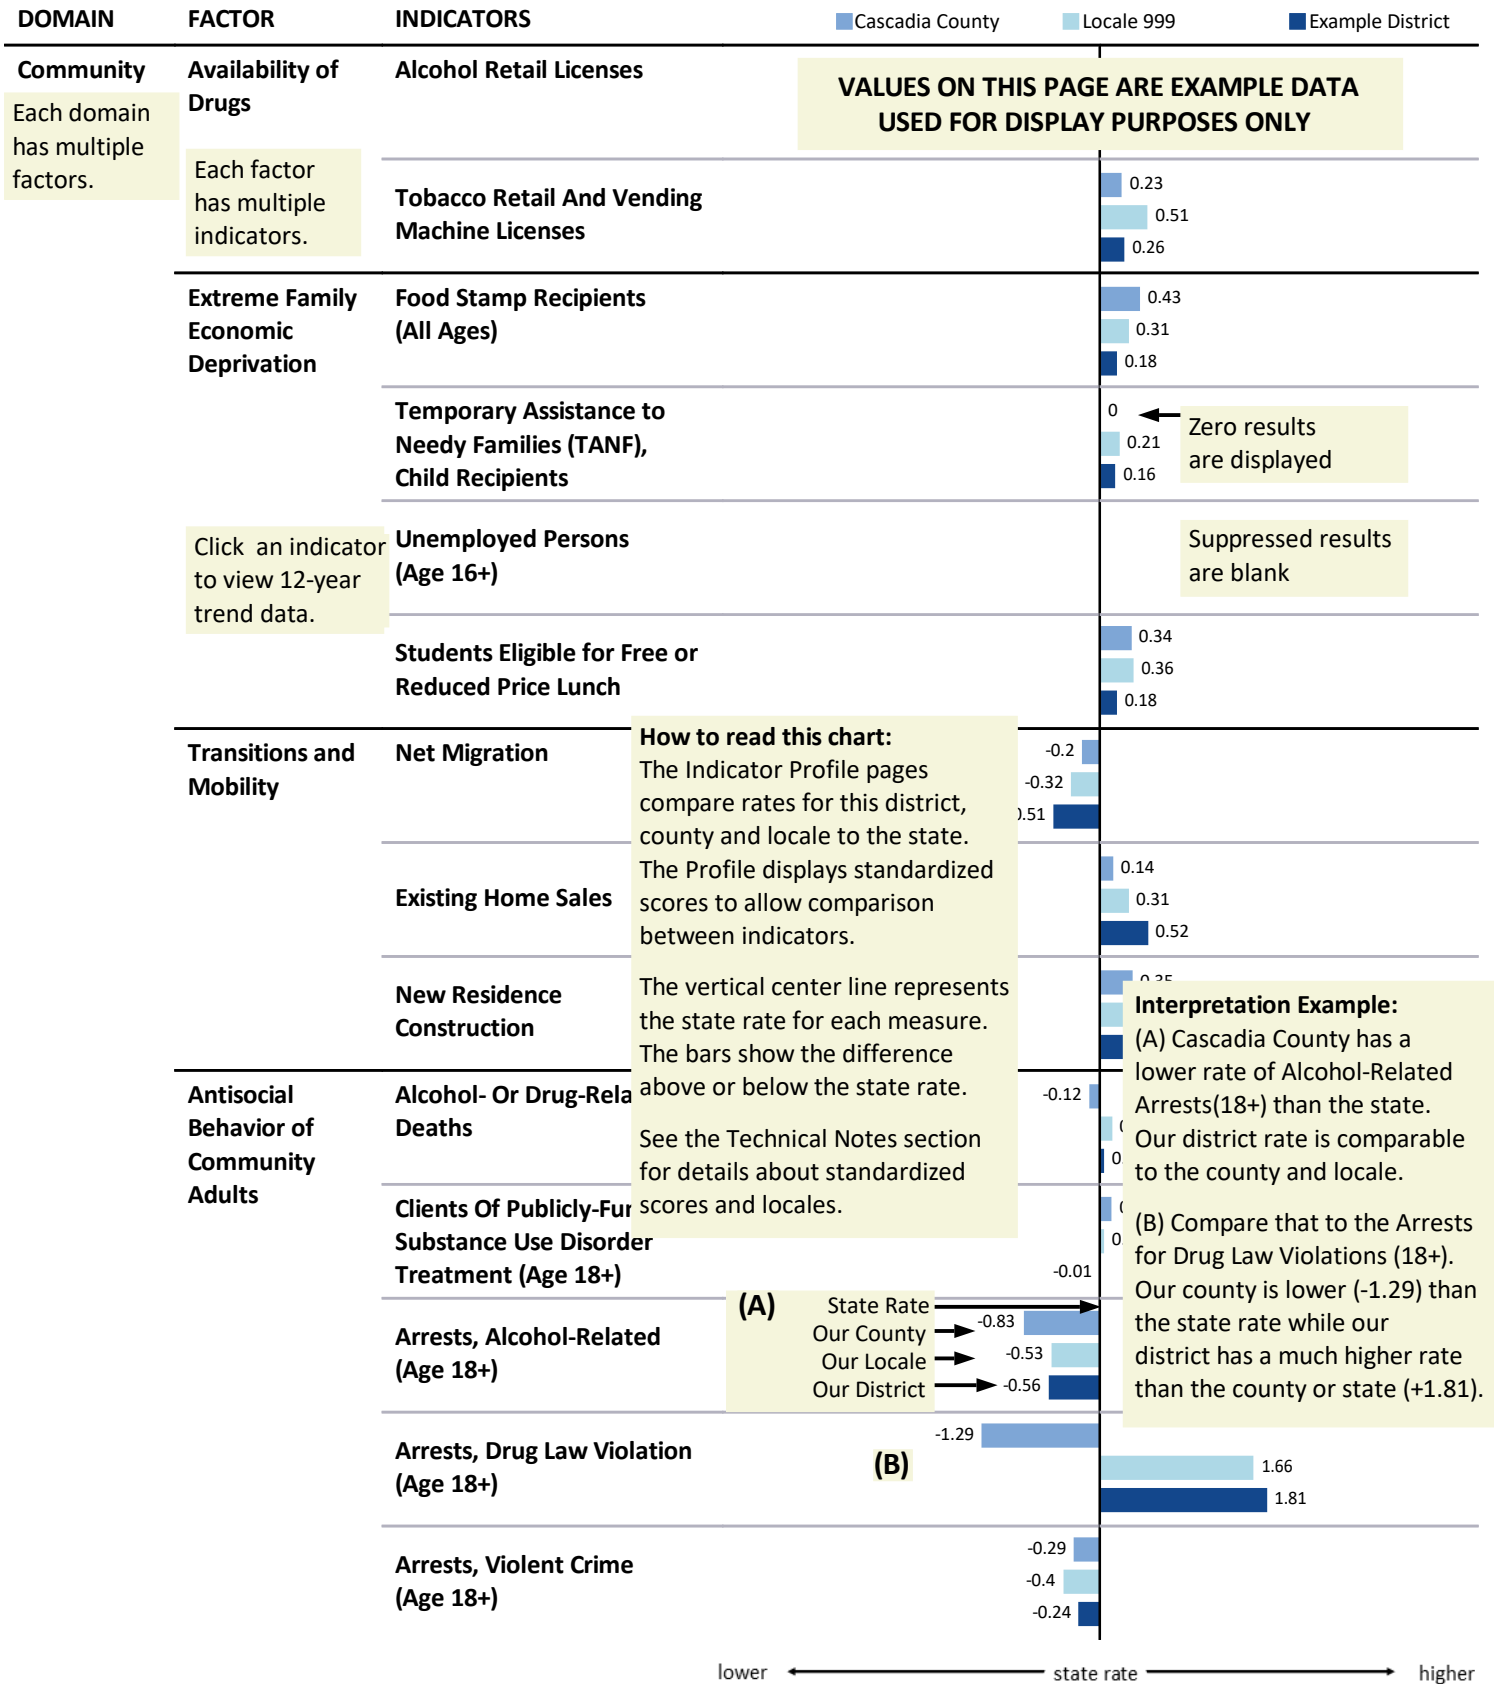 DOMAIN FACTOR INDICATORS Cascadia County Locale 999 Example District
Community
Each domain
has multiple
factors.
Availability of
Drugs
Each factor
has multiple
indicators.
Alcohol Retail Licenses
VALUES ON THIS PAGE ARE EXAMPLE DATA
USED FOR DISPLAY PURPOSES ONLY
Tobacco Retail And Vending
Machine Licenses
0.23
0.51
0.26
Extreme Family
Economic
Deprivation
Food Stamp Recipients
(All Ages)
0.43
0.31
0.18
Temporary Assistance to
Needy Families (TANF),
Child Recipients
0
0.21
0.16
Zero results
are displayed
Click an indicator
to view 12-year
trend data.
Unemployed Persons
(Age 16+)
Suppressed results
are blank
Students Eligible for Free or
Reduced Price Lunch
0.34
0.36
0.18
Transitions and
Mobility
Net Migration
-0.2
-0.32
.51
How to read this chart:
The Indicator Profile pages
compare rates for this district,
county and locale to the state.
The Profile displays standardized
scores to allow comparison
between indicators.
The vertical center line represents
the state rate for each measure.
The bars show the difference
above or below the state rate.
See the Technical Notes section
for details about standardized
scores and locales.
Existing Home Sales
0.14
0.31
0.52
New Residence
Construction
Interpretation Example:
(A) Cascadia County has a
lower rate of Alcohol-Related
Arrests(18+) than the state.
Our district rate is comparable
to the county and locale.
(B) Compare that to the Arrests
for Drug Law Violations (18+).
Our county is lower (-1.29) than
the state rate while our
district has a much higher rate
than the county or state (+1.81).
Antisocial
Behavior of
Community
Adults
Alcohol- Or Drug-Rela
Deaths
-0.12
Clients Of Publicly-Fu
Substance Use Disorder
Treatment (Age 18+)
-0.01
Arrests, Alcohol-Related
(Age 18+)
(A) State Rate
Our County -0.83
Our Locale -0.53
Our District -0.56
Arrests, Drug Law Violation
(Age 18+)
(B)
-1.29
1.66
1.81
Arrests, Violent Crime
(Age 18+)
-0.29
-0.4
-0.24
lower state rate higher